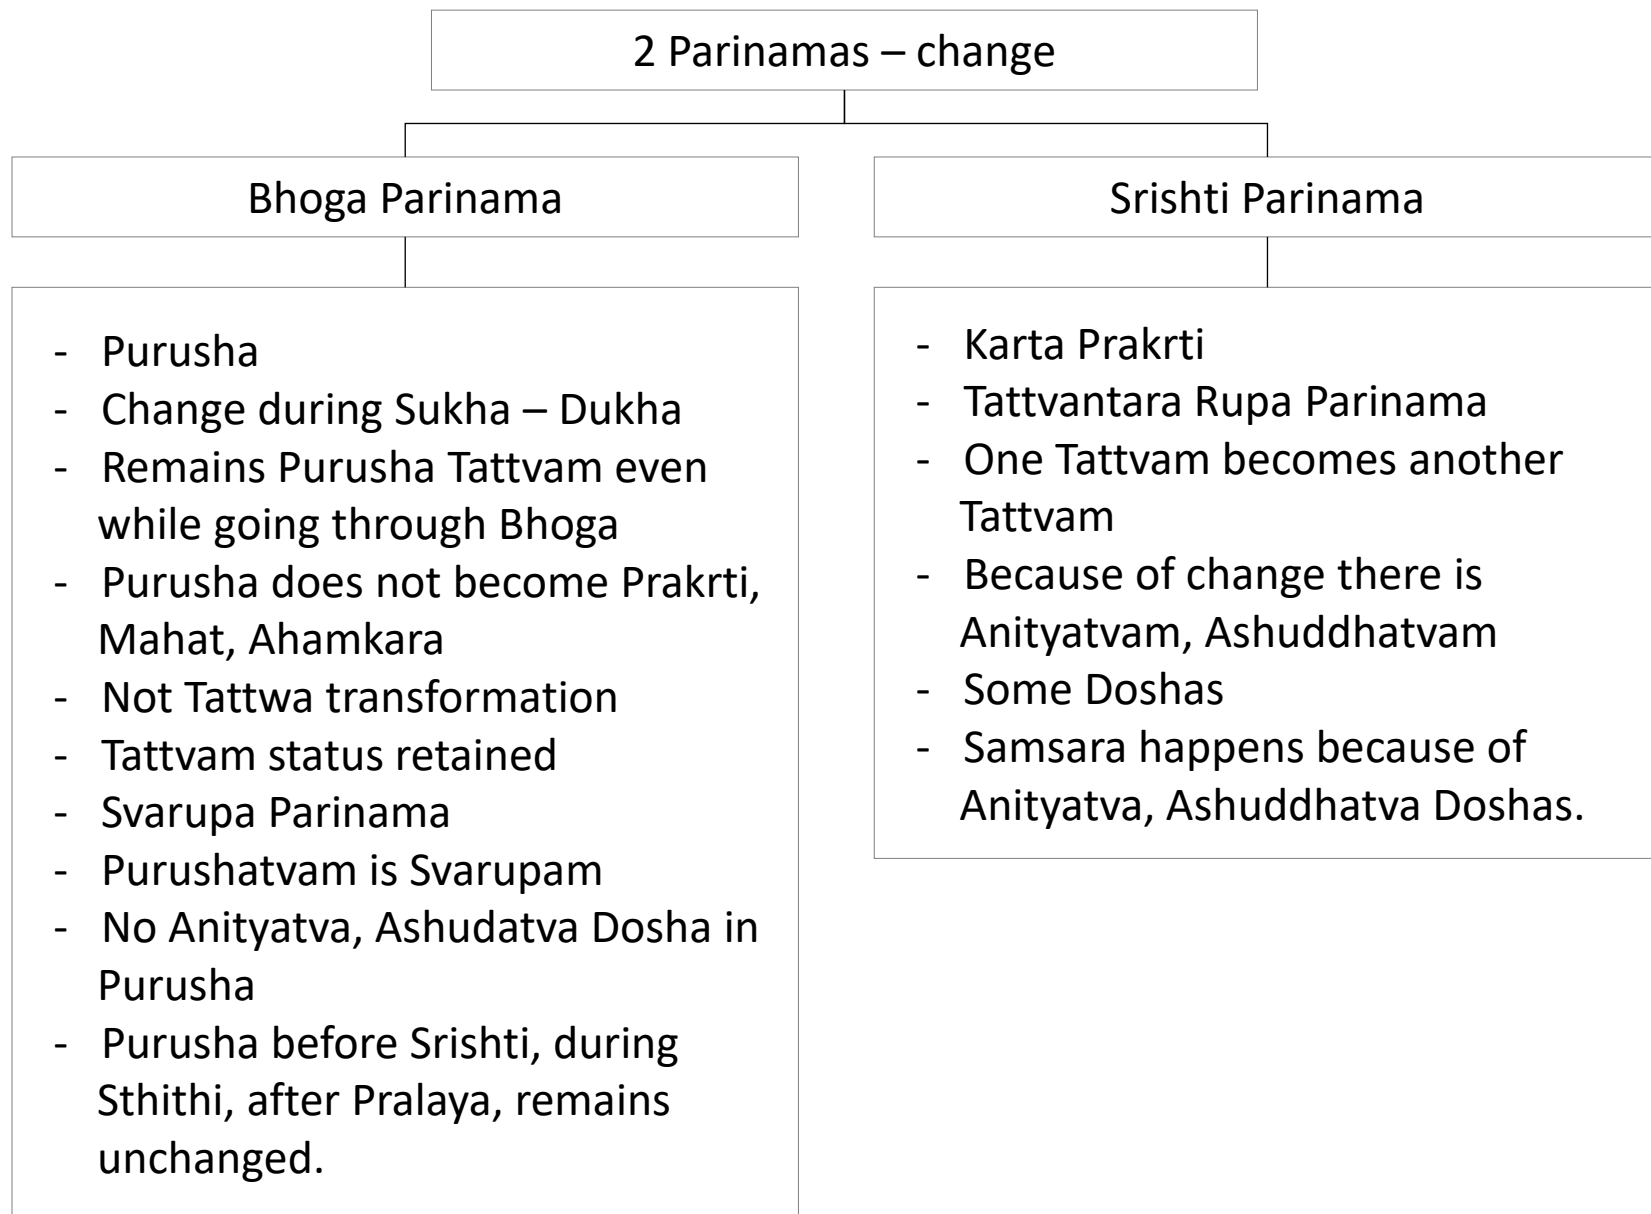 2 Parinamas – change
Bhoga Parinama
- Purusha
- Change during Sukha – Dukha
- Remains Purusha Tattvam even
while going through Bhoga
- Purusha does not become Prakrti,
Mahat, Ahamkara
- Not Tattwa transformation
- Tattvam status retained
- Svarupa Parinama
- Purushatvam is Svarupam
- No Anityatva, Ashudatva Dosha in
Purusha
- Purusha before Srishti, during
Sthithi, after Pralaya, remains
unchanged.
Srishti Parinama
- Karta Prakrti
- Tattvantara Rupa Parinama
- One Tattvam becomes another
Tattvam
- Because of change there is
Anityatvam, Ashuddhatvam
- Some Doshas
- Samsara happens because of
Anityatva, Ashuddhatva Doshas.